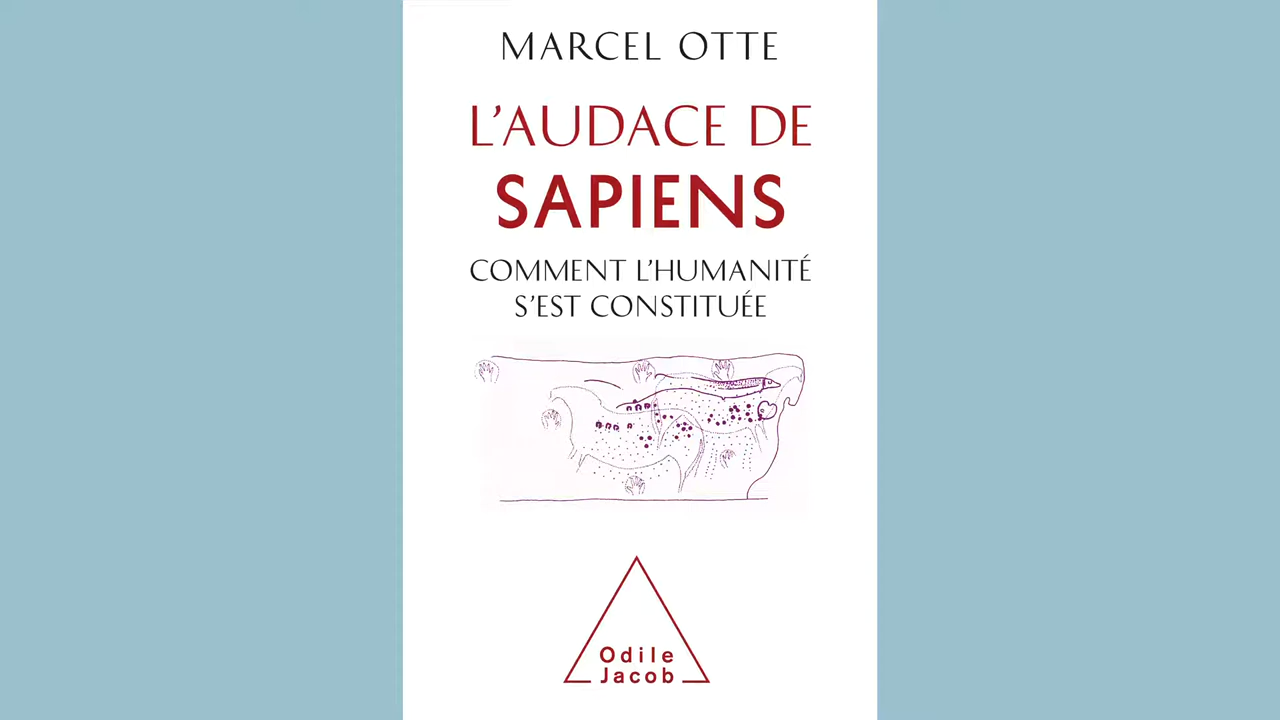 MARCEL OTTE
L'AUDACE DE
SAPIENS
COMMENT L'HUMANITÉ
S'EST CONSTITUÉE
Odile
Jacob